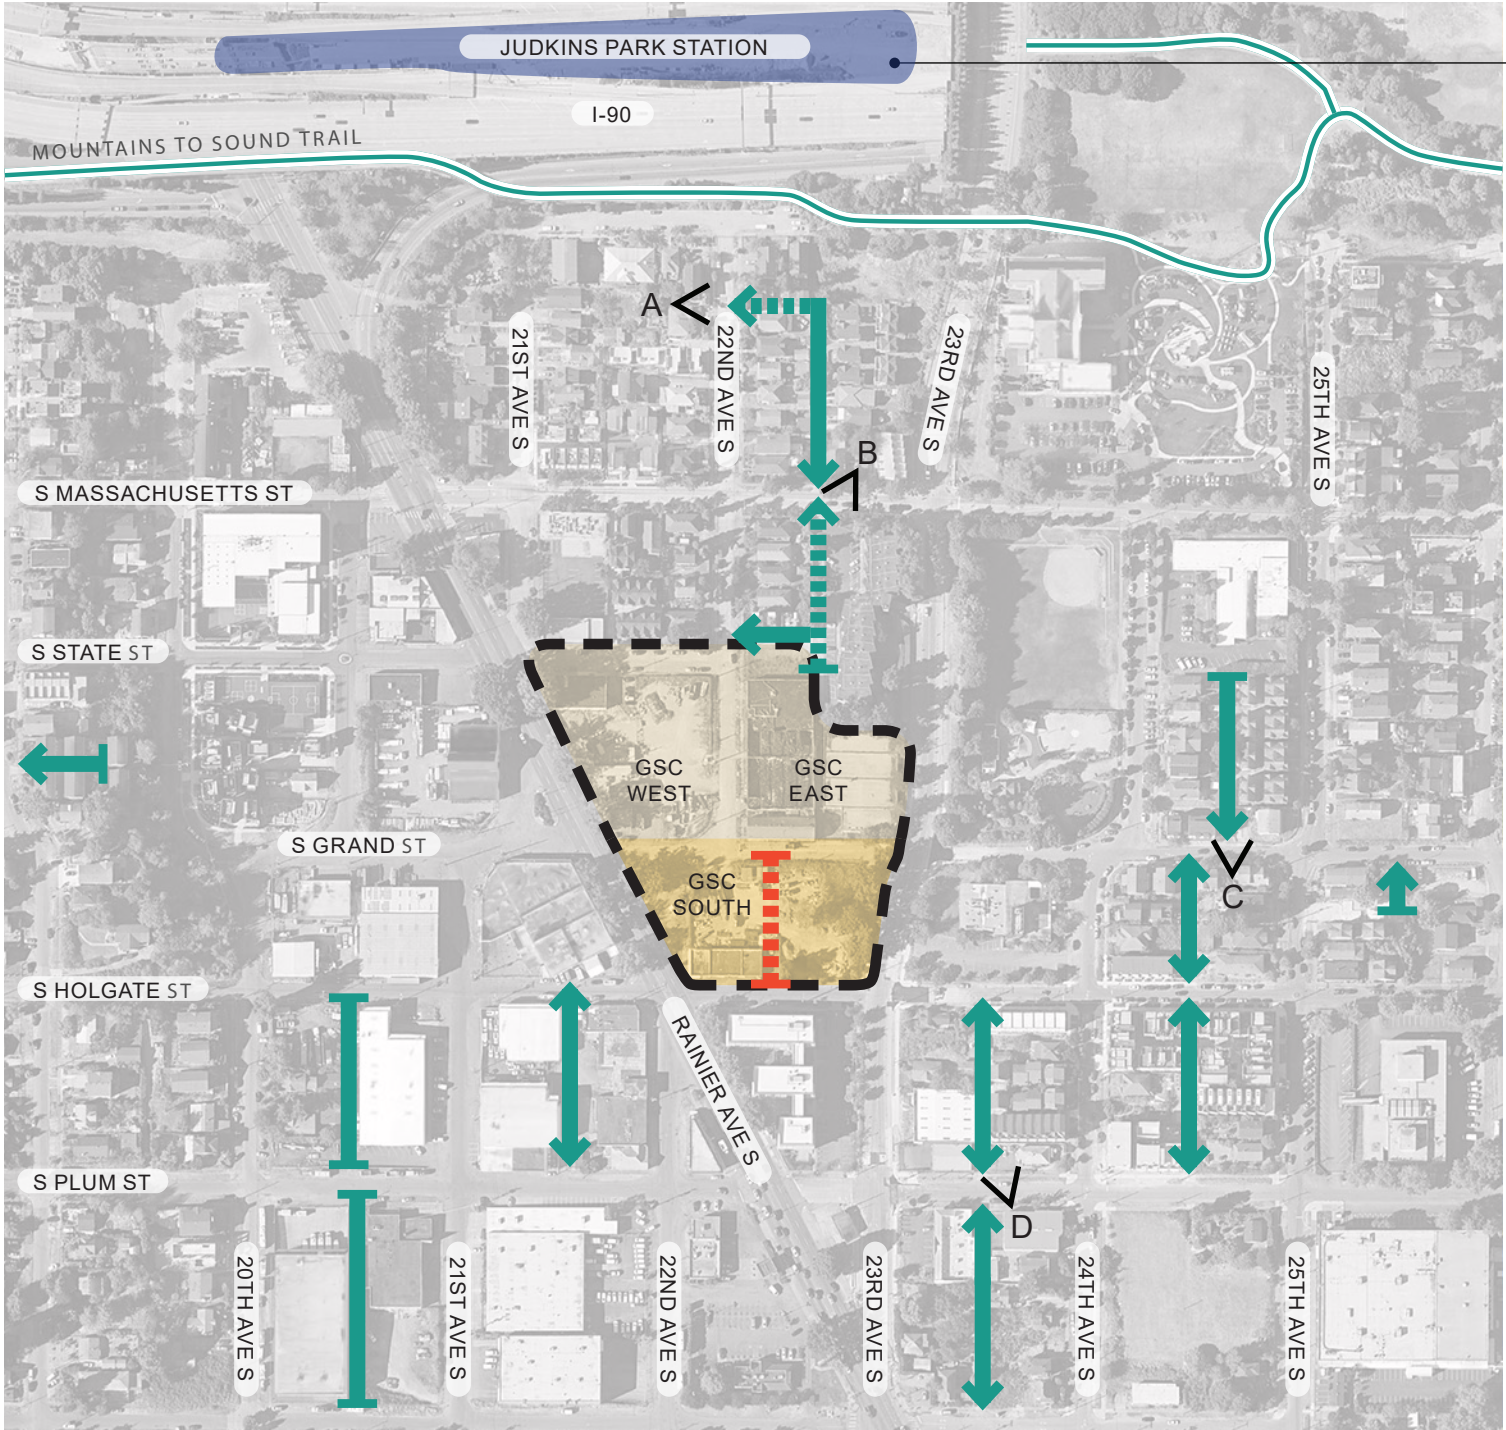 JUDKINS PARK STATION
I-90
MOUNTAINS TO SOUND TRAIL
A
21ST AVE S
22ND AVE S
23RD AVE S
25TH AVE S
B
S MASSACHUSETTS ST
S STATE ST
GSC
WEST
GSC
EAST
S GRAND ST
GSC
SOUTH
C
S HOLGATE ST
RAINIER AVE S
S PLUM ST
D
20TH AVE S
21ST AVE S
22ND AVE S
23RD AVE S
24TH AVE S
25TH AVE S